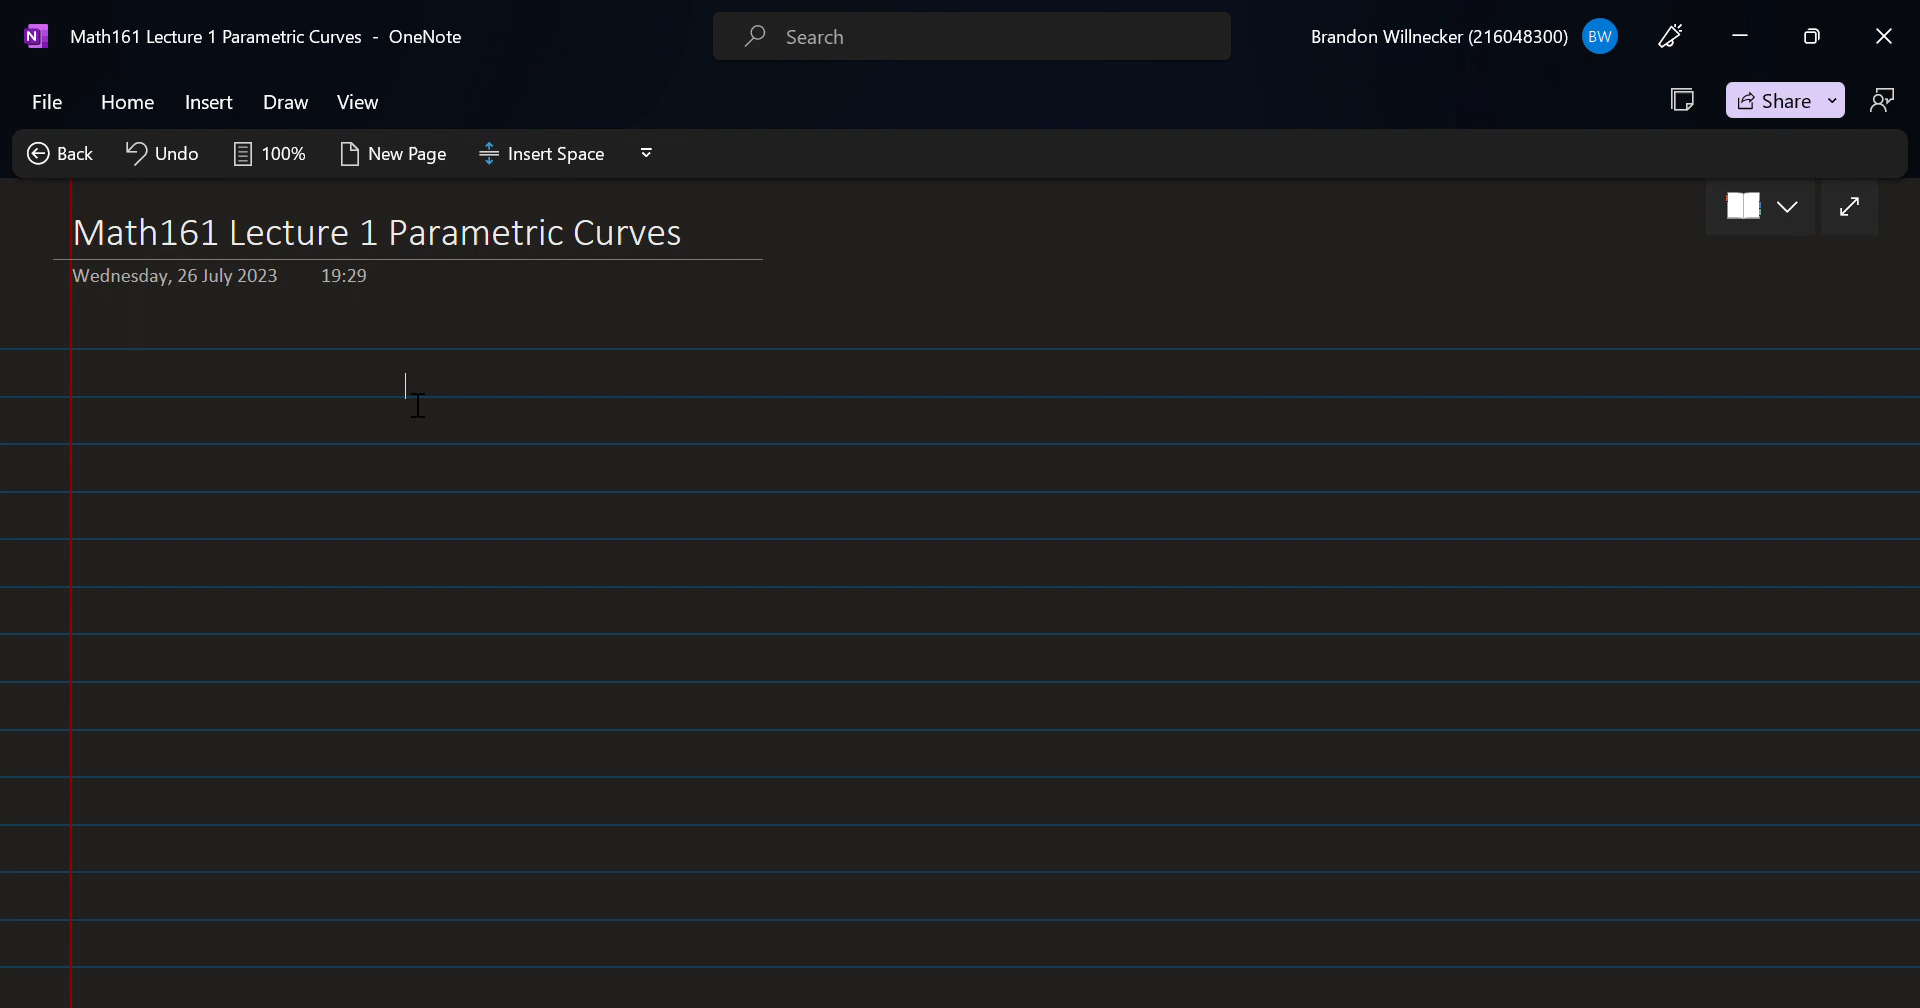 Math161 Lecture 1 Parametric Curves - OneNote
Search
Brandon Willnecker (216048300) BW
File Home Insert Draw View
Share
Back Undo 100% New Page Insert Space
Math161 Lecture 1 Parametric Curves
Wednesday, 26 July 2023 19:29